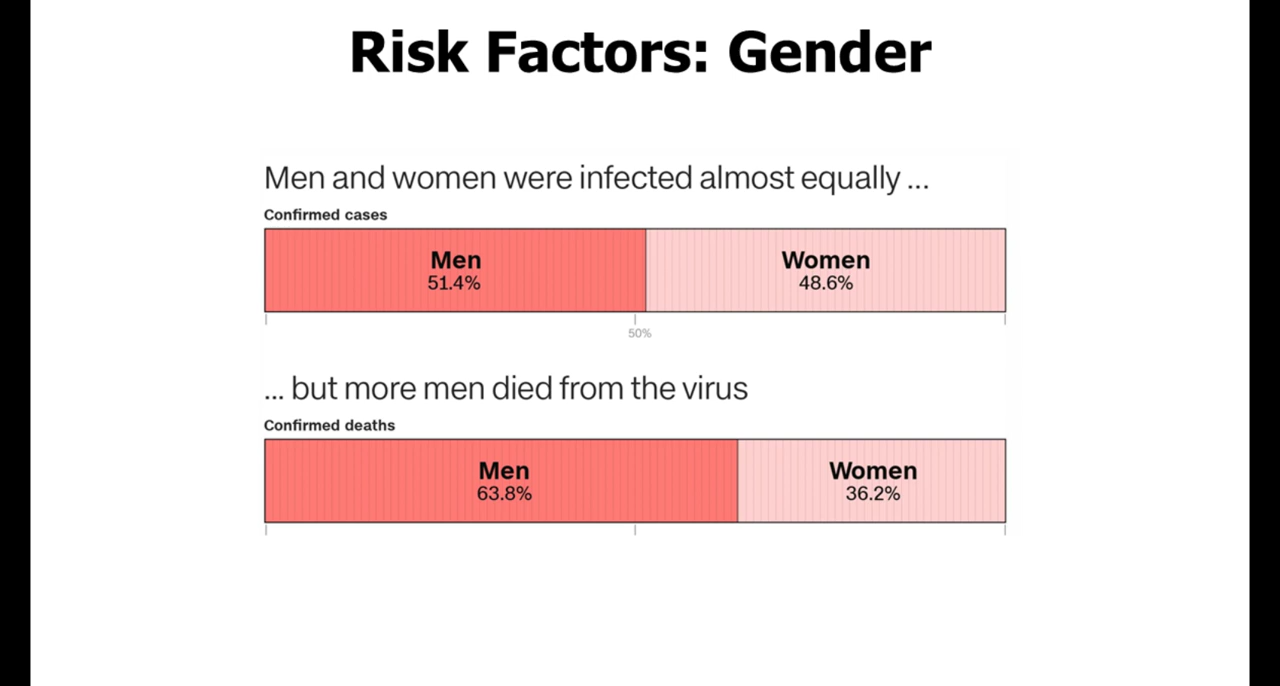 Risk Factors: Gender
Men and women were infected almost equally ...
Confirmed cases
Men Women
51.4% 48.6%
50%
... but more men died from the virus
Confirmed deaths
Men Women
63.8% 36.2%